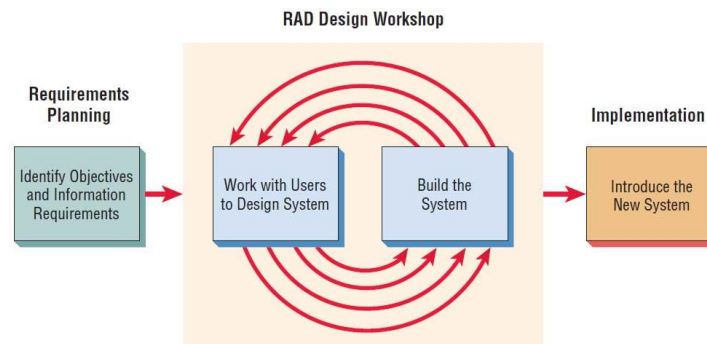 RAD Design Workshop
Requirements
Planning
Implementation
Identify Objectives
and Information
Requirements
Work with Users
to Design System
Build the
System
Introduce the
New System